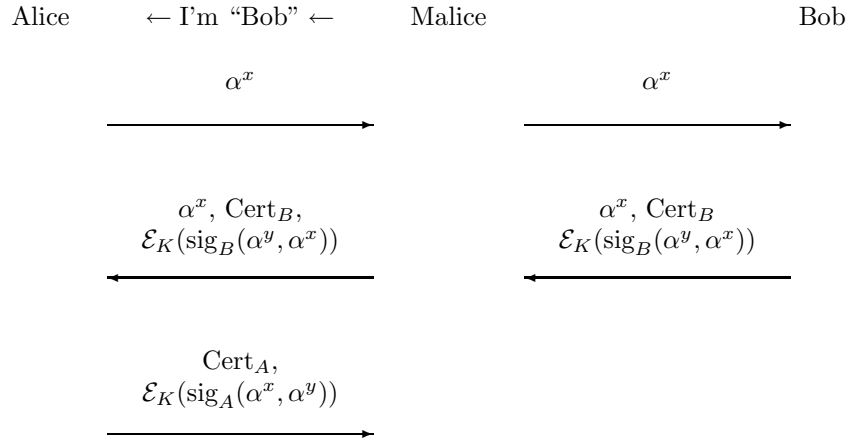 Alice ← I'm “Bob” ← Malice Bob
α^x α^x
α^x, Cert_B, α^x, Cert_B
ℰ_K(sig_B(α^y, α^x)) ℰ_K(sig_B(α^y, α^x))
Cert_A,
ℰ_K(sig_A(α^x, α^y))